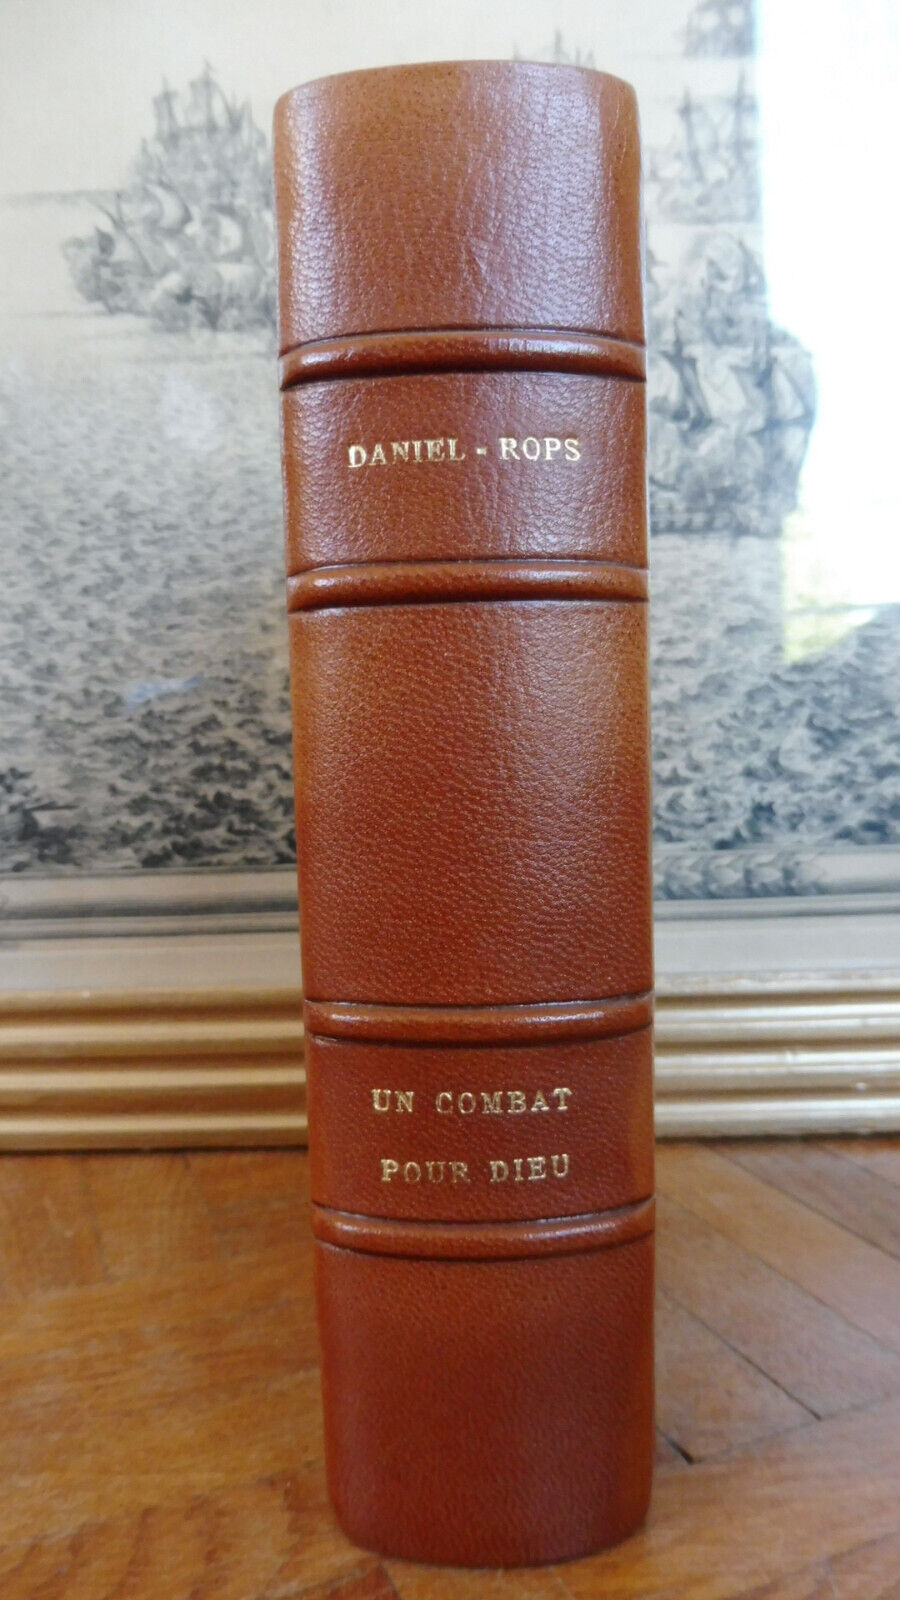 DANIEL - ROPS
UN COMBAT
POUR DIEU